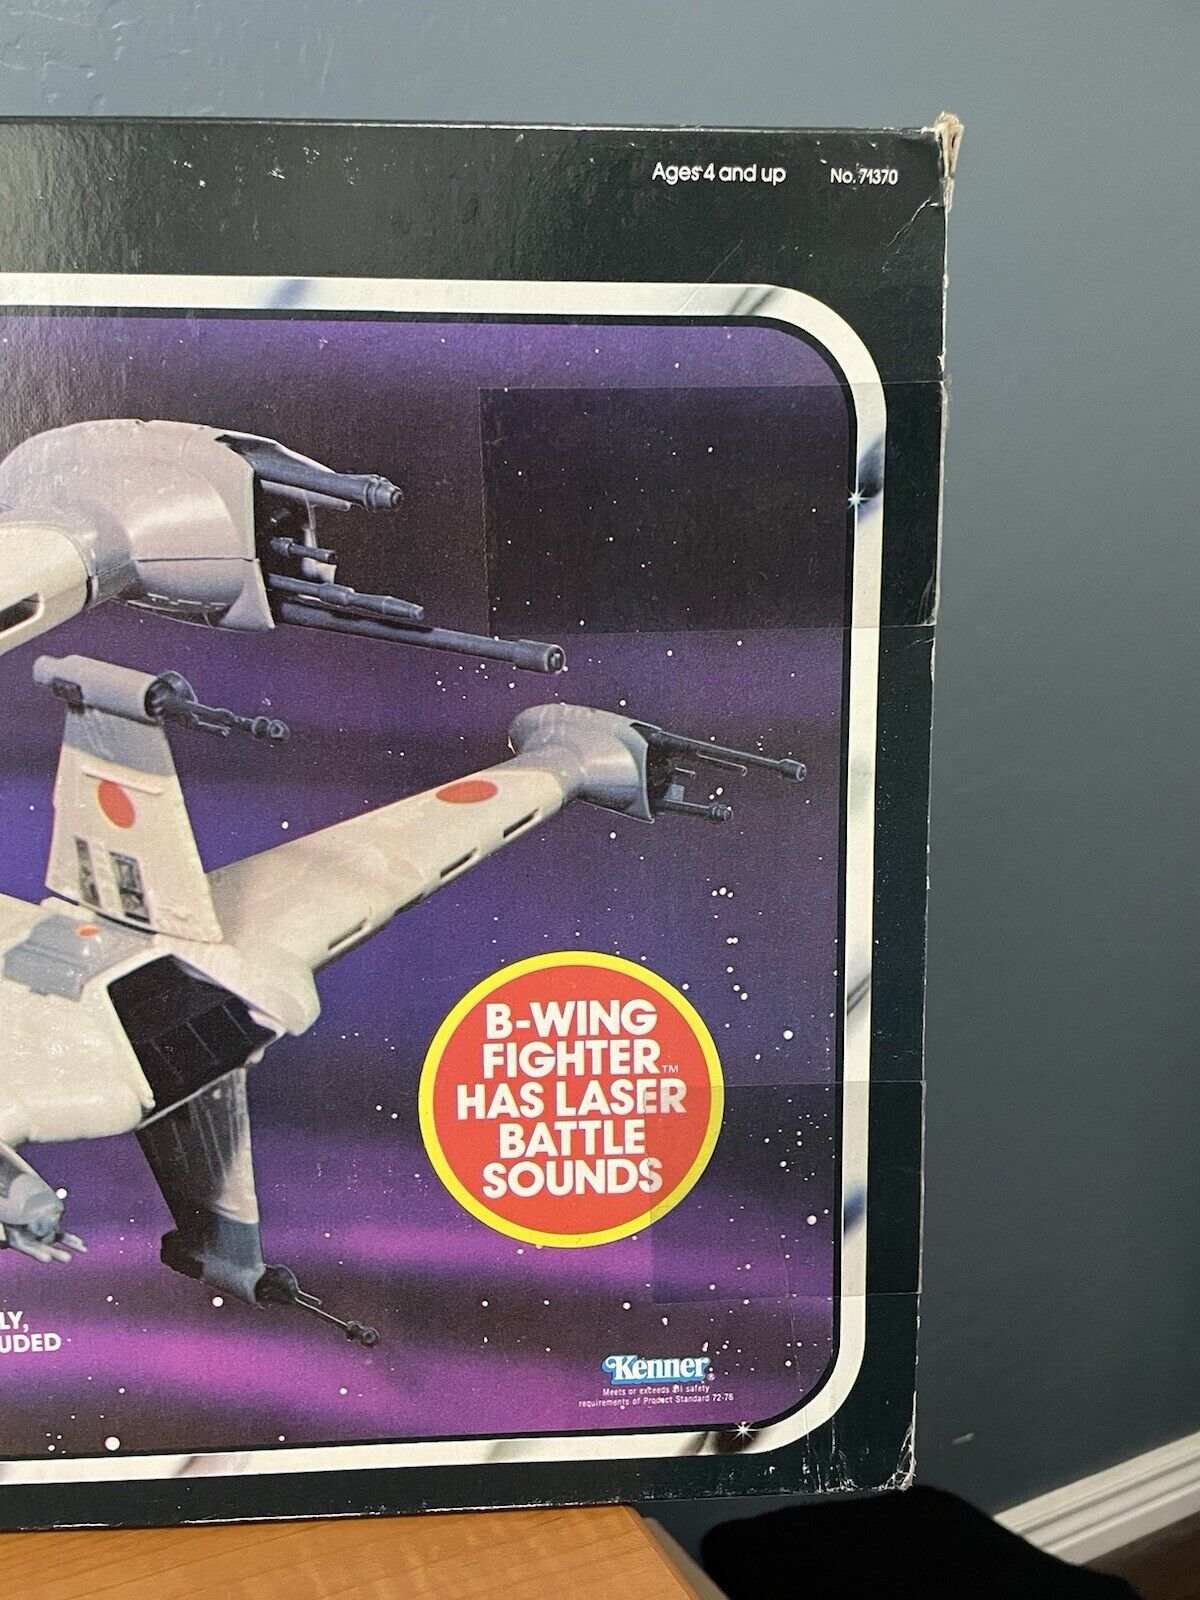 Ages 4 and up
No. 71370
B-WING
FIGHTER™
HAS LASER
BATTLE
SOUNDS
LY,
UDED
Kenner®
Meets or exceeds all safety
requirements of Product Standard 72-76